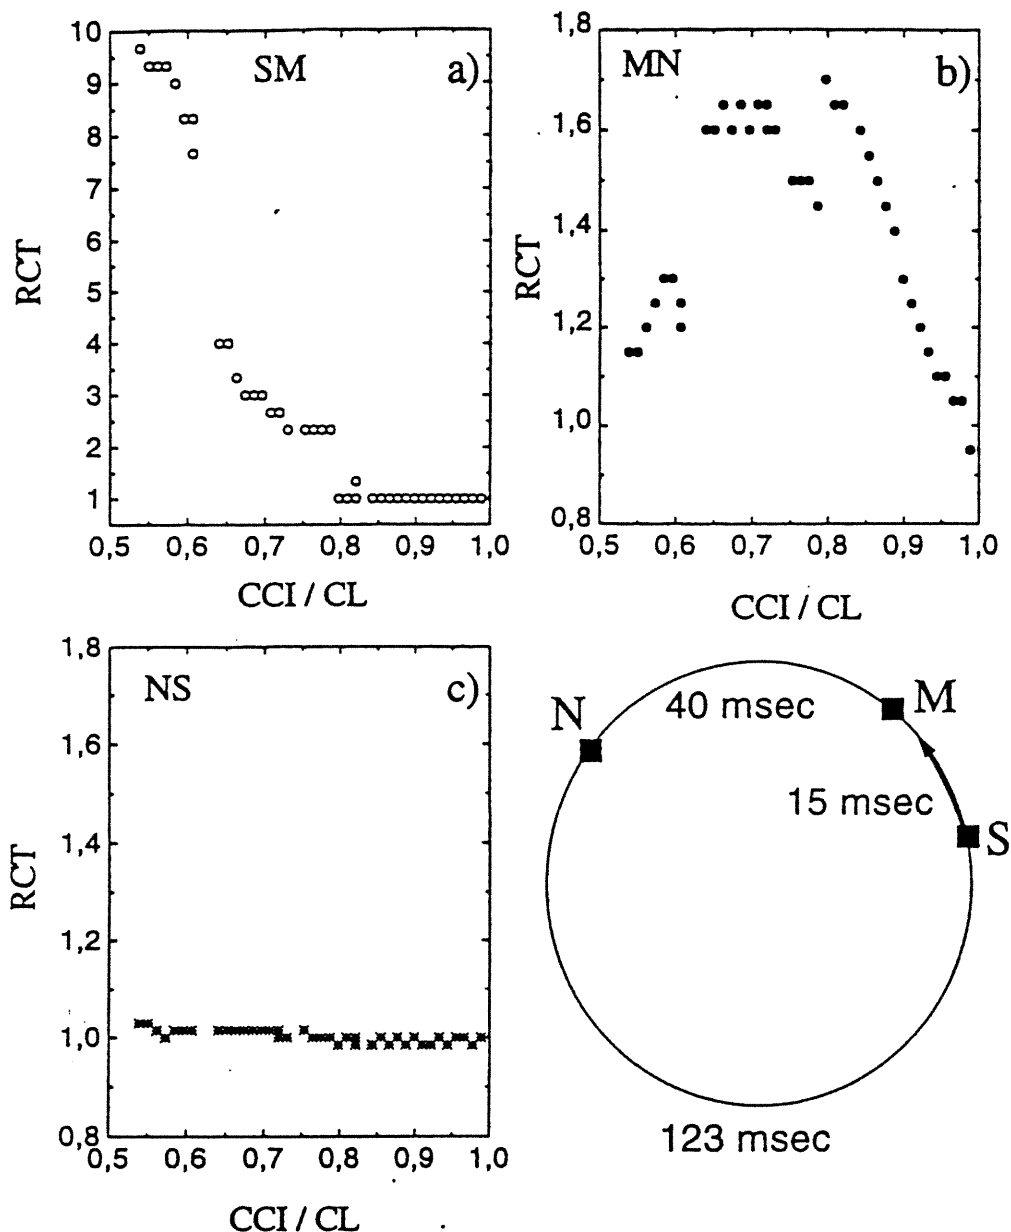 10
9
8
7
6
5
4
3
2
1
RCT
SM
a)
0,5 0,6 0,7 0,8 0,9 1,0
CCI / CL
1,8
1,6
1,4
1,2
1,0
0,8
RCT
MN
b)
0,5 0,6 0,7 0,8 0,9 1,0
CCI / CL
1,8
1,6
1,4
1,2
1,0
0,8
RCT
NS
c)
0,5 0,6 0,7 0,8 0,9 1,0
CCI / CL
N
40 msec
M
15 msec
S
123 msec